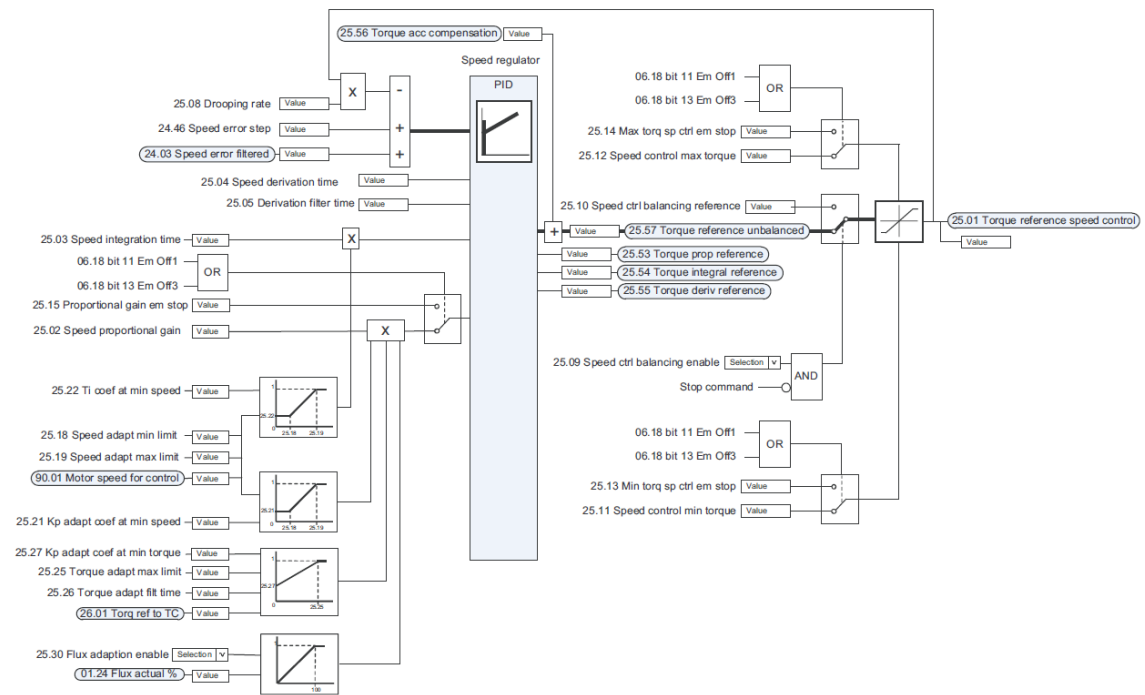 25.56 Torque acc compensation Value
Speed regulator
PID
X
-
25.08 Drooping rate Value
24.46 Speed error step Value +
24.03 Speed error filtered Value +
25.04 Speed derivation time Value
25.05 Derivation filter time Value
25.03 Speed integration time Value X
06.18 bit 11 Em Off1
OR
06.18 bit 13 Em Off3
25.15 Proportional gain em stop Value
25.02 Speed proportional gain Value X
25.22 Ti coef at min speed Value
1
25.22
0
25.18 25.19
25.18 Speed adapt min limit Value
25.19 Speed adapt max limit Value
90.01 Motor speed for control Value
1
25.21
0
25.18 25.19
25.21 Kp adapt coef at min speed Value
25.27 Kp adapt coef at min torque Value
25.25 Torque adapt max limit Value
25.26 Torque adapt filt time Value
26.01 Torq ref to TC Value
1
25.27
0
25.25
25.30 Flux adaption enable Selection v
01.24 Flux actual % Value
1
0
100
+ Value 25.57 Torque reference unbalanced
Value 25.53 Torque prop reference
Value 25.54 Torque integral reference
Value 25.55 Torque deriv reference
06.18 bit 11 Em Off1
OR
06.18 bit 13 Em Off3
25.14 Max torq sp ctrl em stop Value
25.12 Speed control max torque Value
25.10 Speed ctrl balancing reference Value
25.01 Torque reference speed control
Value
25.09 Speed ctrl balancing enable Selection v
AND
Stop command
06.18 bit 11 Em Off1
OR
06.18 bit 13 Em Off3
25.13 Min torq sp ctrl em stop Value
25.11 Speed control min torque Value